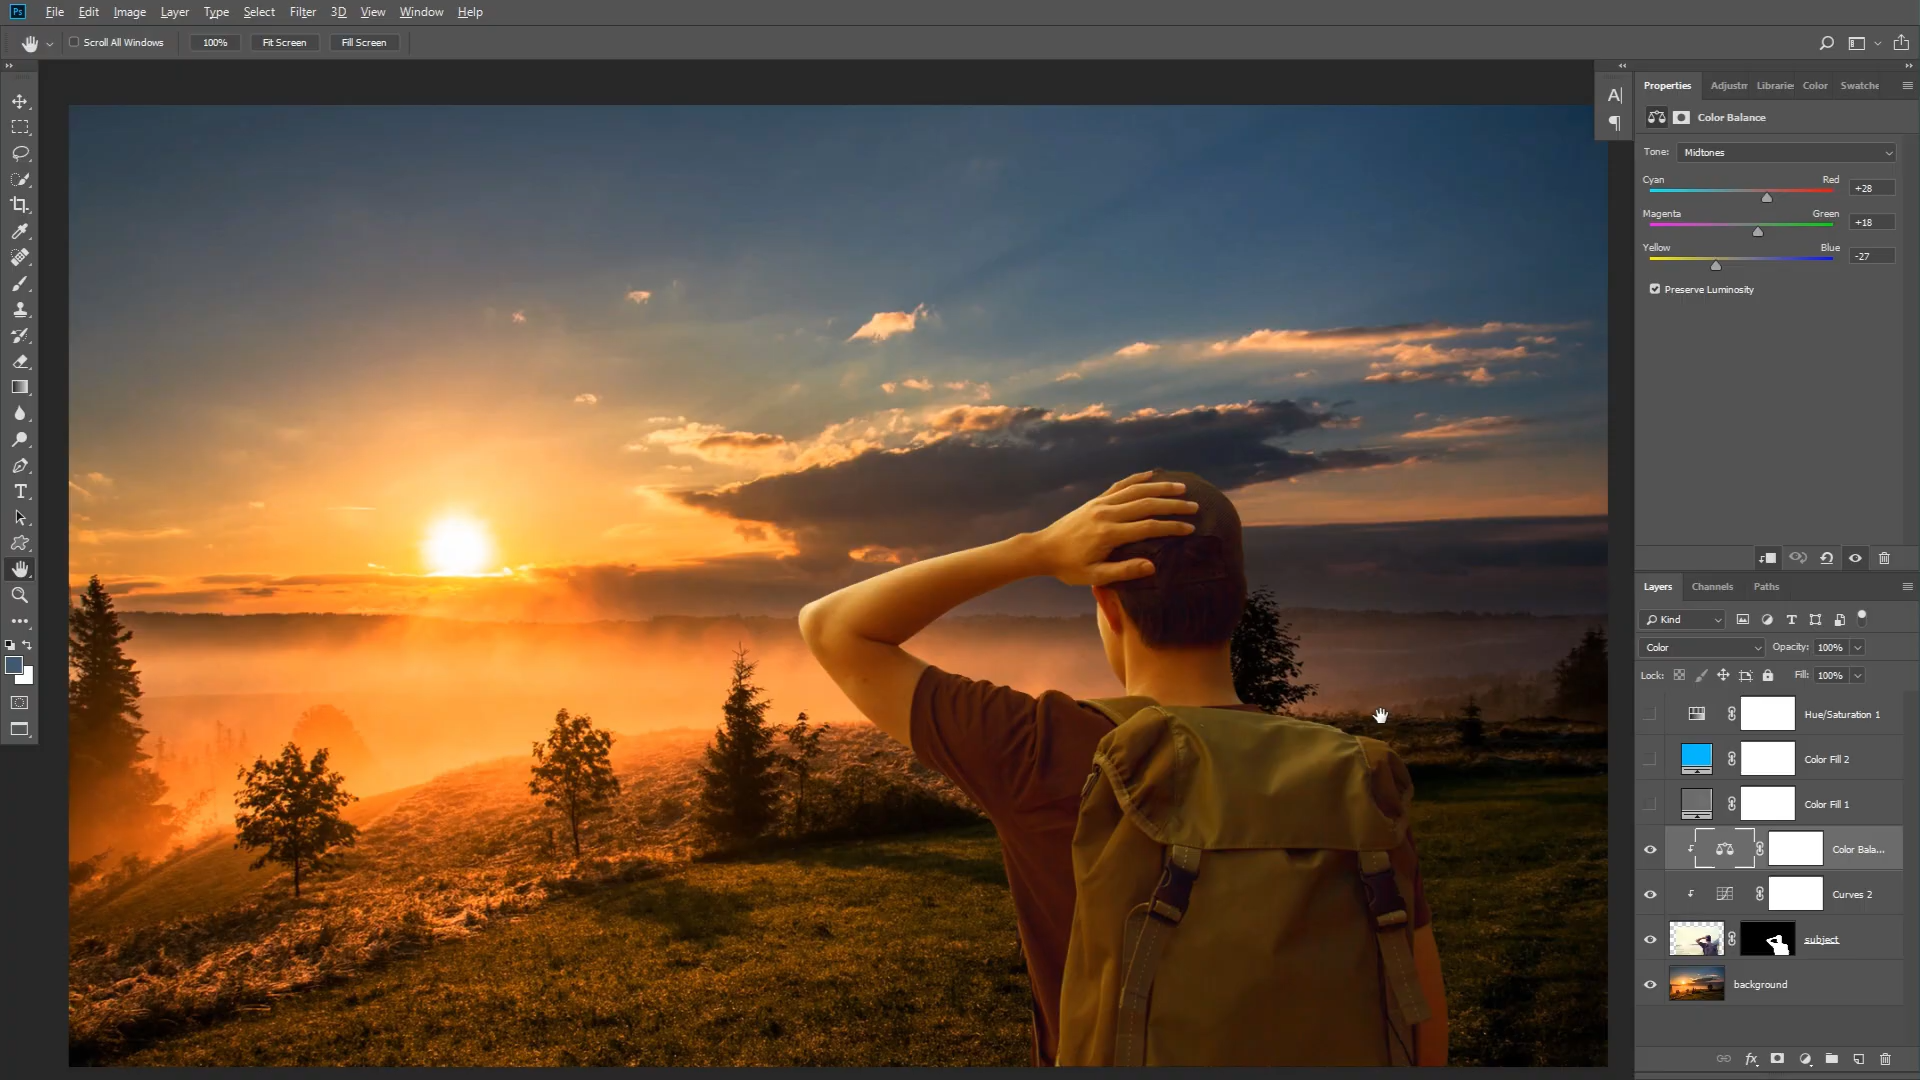 Ps File Edit Image Layer Type Select Filter 3D View Window Help
Scroll All Windows 100% Fit Screen Fill Screen
Properties Adjustm Librarie Color Swatche
Color Balance
Tone: Midtones
Cyan Red +28
Magenta Green +18
Yellow Blue -27
Preserve Luminosity
Layers Channels Paths
Kind
Color Opacity: 100%
Lock: Fill: 100%
Hue/Saturation 1
Color Fill 2
Color Fill 1
Color Bala...
Curves 2
subject
background